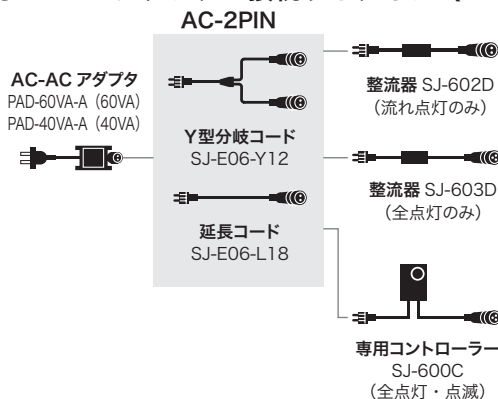 AC-2PIN
AC-AC アダプタ
PAD-60VA-A（60VA）
PAD-40VA-A（40VA）
Y型分岐コード
SJ-E06-Y12
延長コード
SJ-E06-L18
整流器 SJ-602D
（流れ点灯のみ）
整流器 SJ-603D
（全点灯のみ）
専用コントローラー
SJ-600C
（全点灯・点滅）